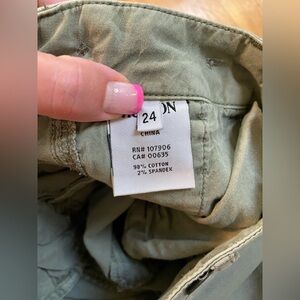 24
CHINA
RN# 107906
CA# 00635
98% COTTON
2% SPANDEX